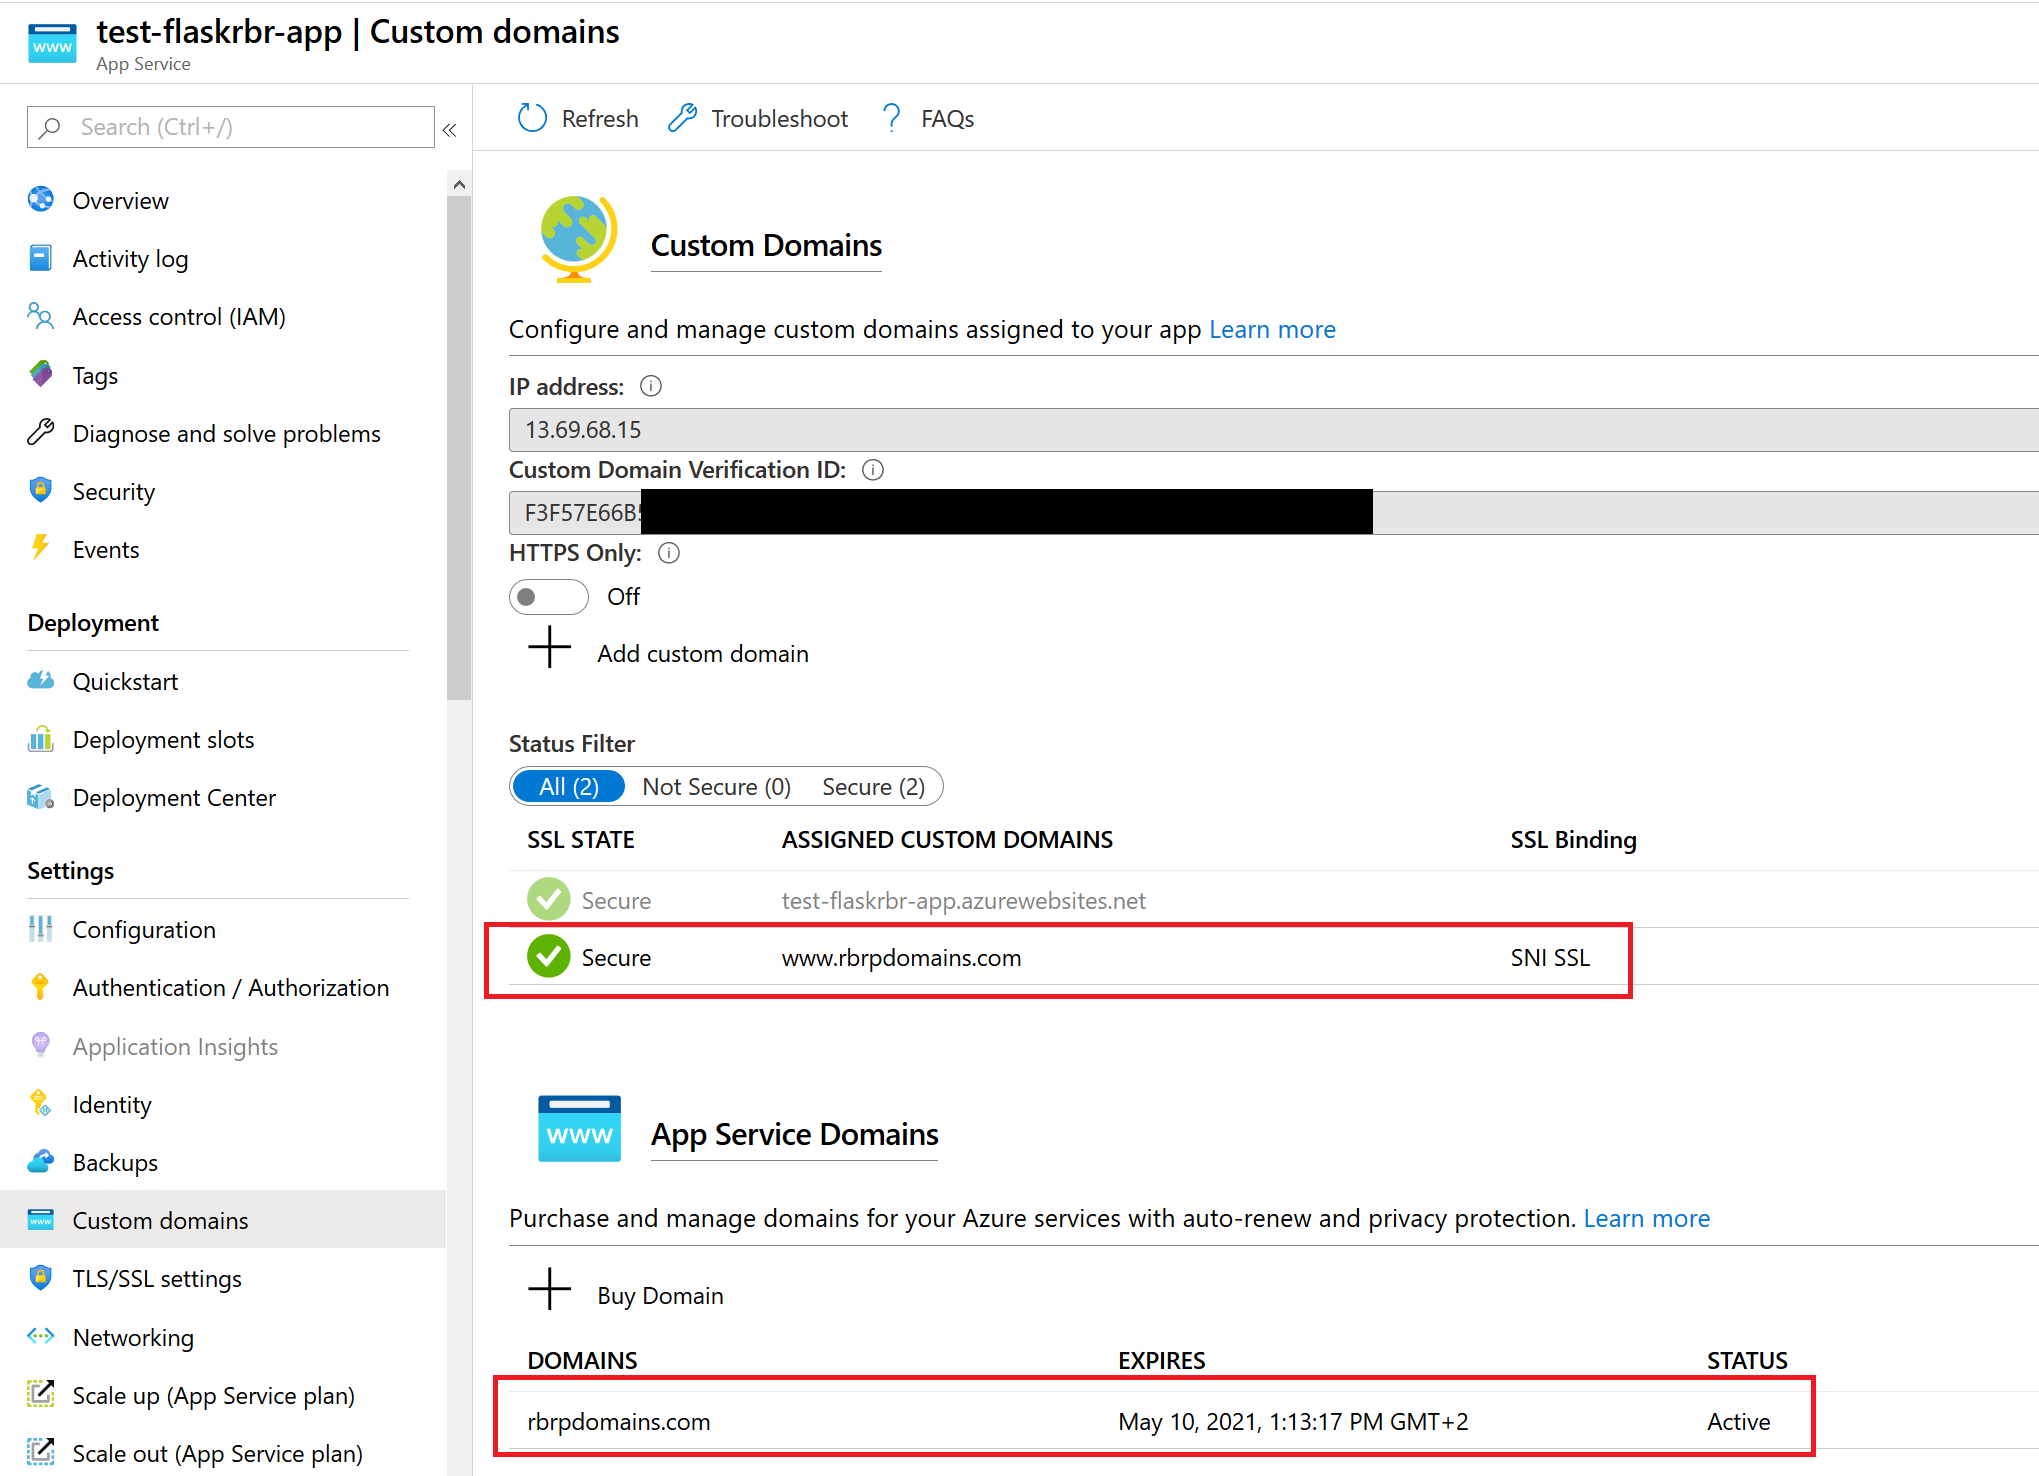 www
test-flaskrbr-app | Custom domains
App Service
Search (Ctrl+/)
«
Overview
Activity log
Access control (IAM)
Tags
Diagnose and solve problems
Security
Events
Deployment
Quickstart
Deployment slots
Deployment Center
Settings
Configuration
Authentication / Authorization
Application Insights
Identity
Backups
www
Custom domains
TLS/SSL settings
Networking
Scale up (App Service plan)
Scale out (App Service plan)
Refresh
Troubleshoot
? FAQs
Custom Domains
Configure and manage custom domains assigned to your app Learn more
IP address: i
13.69.68.15
Custom Domain Verification ID: i
F3F57E66B5
HTTPS Only: i
Off
Add custom domain
Status Filter
All (2) Not Secure (0) Secure (2)
SSL STATE ASSIGNED CUSTOM DOMAINS SSL Binding
Secure test-flaskrbr-app.azurewebsites.net
Secure www.rbrpdomains.com SNI SSL
www
App Service Domains
Purchase and manage domains for your Azure services with auto-renew and privacy protection. Learn more
Buy Domain
DOMAINS EXPIRES STATUS
rbrpdomains.com May 10, 2021, 1:13:17 PM GMT+2 Active